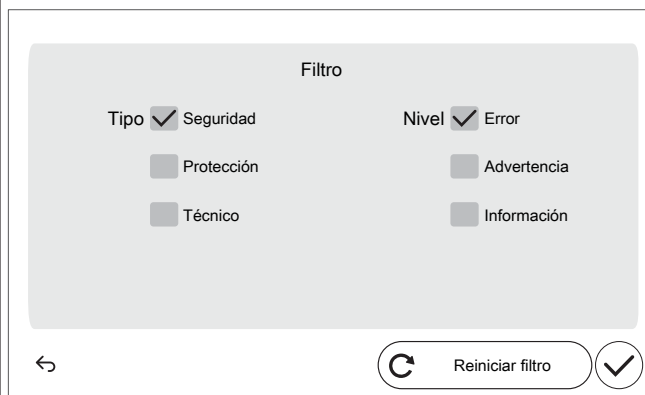 Filtro
Tipo Seguridad Nivel Error
Protección Advertencia
Técnico Información
Reiniciar filtro